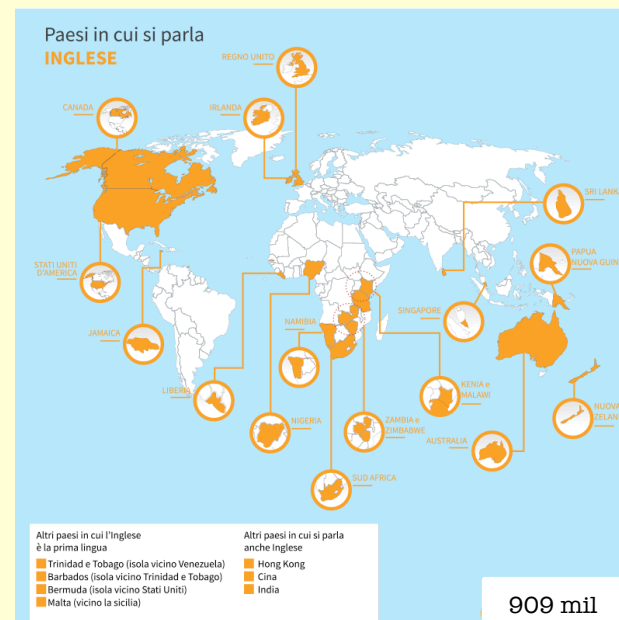 Paesi in cui si parla
INGLESE
REGNO UNITO
CANADA
IRLANDA
SRI LANK
STATI UNITI
D'AMERICA
PAPUA
NUOVA GUIN
SINGAPORE
NAMIBIA
JAMAICA
LIBERIA
KENIA e
MALAWI
NUOVA
ZELAN
NIGERIA
ZAMBIA e
ZIMBABWE
AUSTRALIA
SUD AFRICA
Altri paesi in cui l'Inglese
è la prima lingua
Trinidad e Tobago (isola vicino Venezuela)
Barbados (isola vicino Trinidad e Tobago)
Bermuda (isola vicino Stati Uniti)
Malta (vicino la sicilia)
Altri paesi in cui si parla
anche Inglese
Hong Kong
Cina
India
909 mil